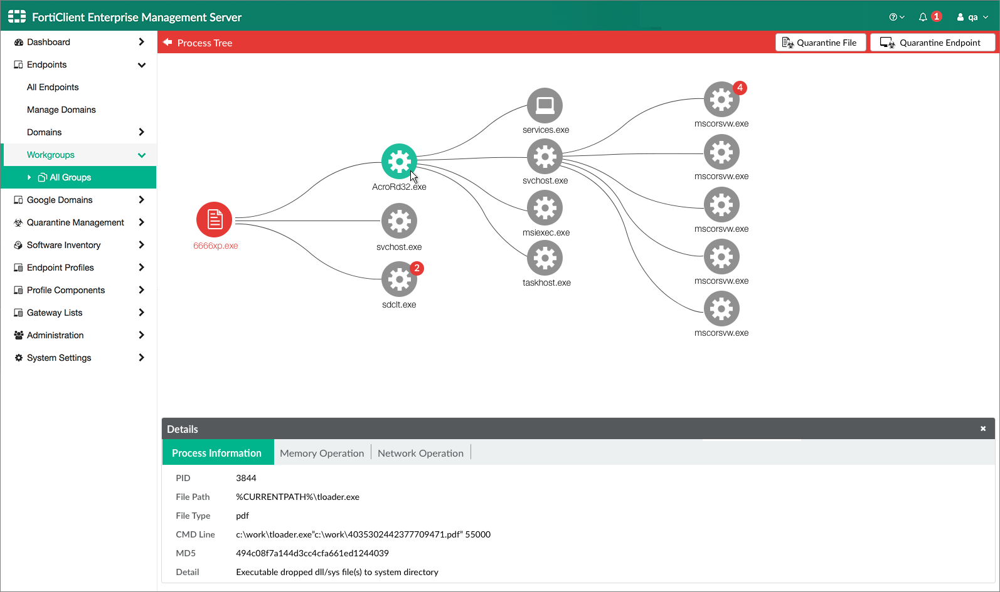 FortiClient Enterprise Management Server
1
qa
Dashboard
Endpoints
All Endpoints
Manage Domains
Domains
Workgroups
All Groups
Google Domains
Quarantine Management
Software Inventory
Endpoint Profiles
Profile Components
Gateway Lists
Administration
System Settings
Process Tree
Quarantine File
Quarantine Endpoint
6666xp.exe
AcroRd32.exe
svchost.exe
2
sdclt.exe
services.exe
svchost.exe
msiexec.exe
taskhost.exe
4
mscorsvw.exe
mscorsvw.exe
mscorsvw.exe
mscorsvw.exe
mscorsvw.exe
Details
Process Information Memory Operation Network Operation
PID 3844
File Path %CURRENTPATH%\tloader.exe
File Type pdf
CMD Line c:\work\tloader.exe”c:\work\4035302442377709471.pdf” 55000
MD5 494c08f7a144d3cc4cfa661ed1244039
Detail Executable dropped dll/sys file(s) to system directory